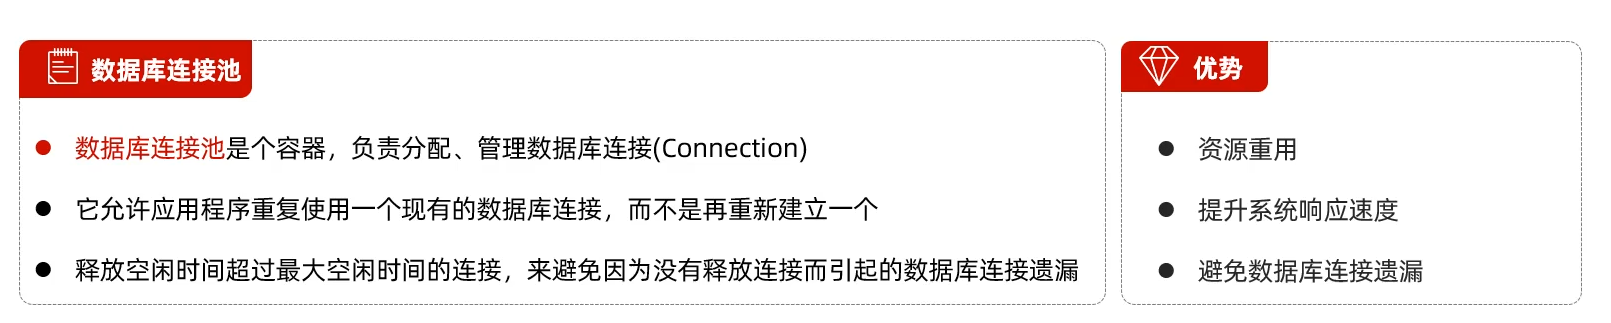 数据库连接池
数据库连接池是个容器，负责分配、管理数据库连接(Connection)
它允许应用程序重复使用一个现有的数据库连接，而不是再重新建立一个
释放空闲时间超过最大空闲时间的连接，来避免因为没有释放连接而引起的数据库连接遗漏
优势
资源重用
提升系统响应速度
避免数据库连接遗漏